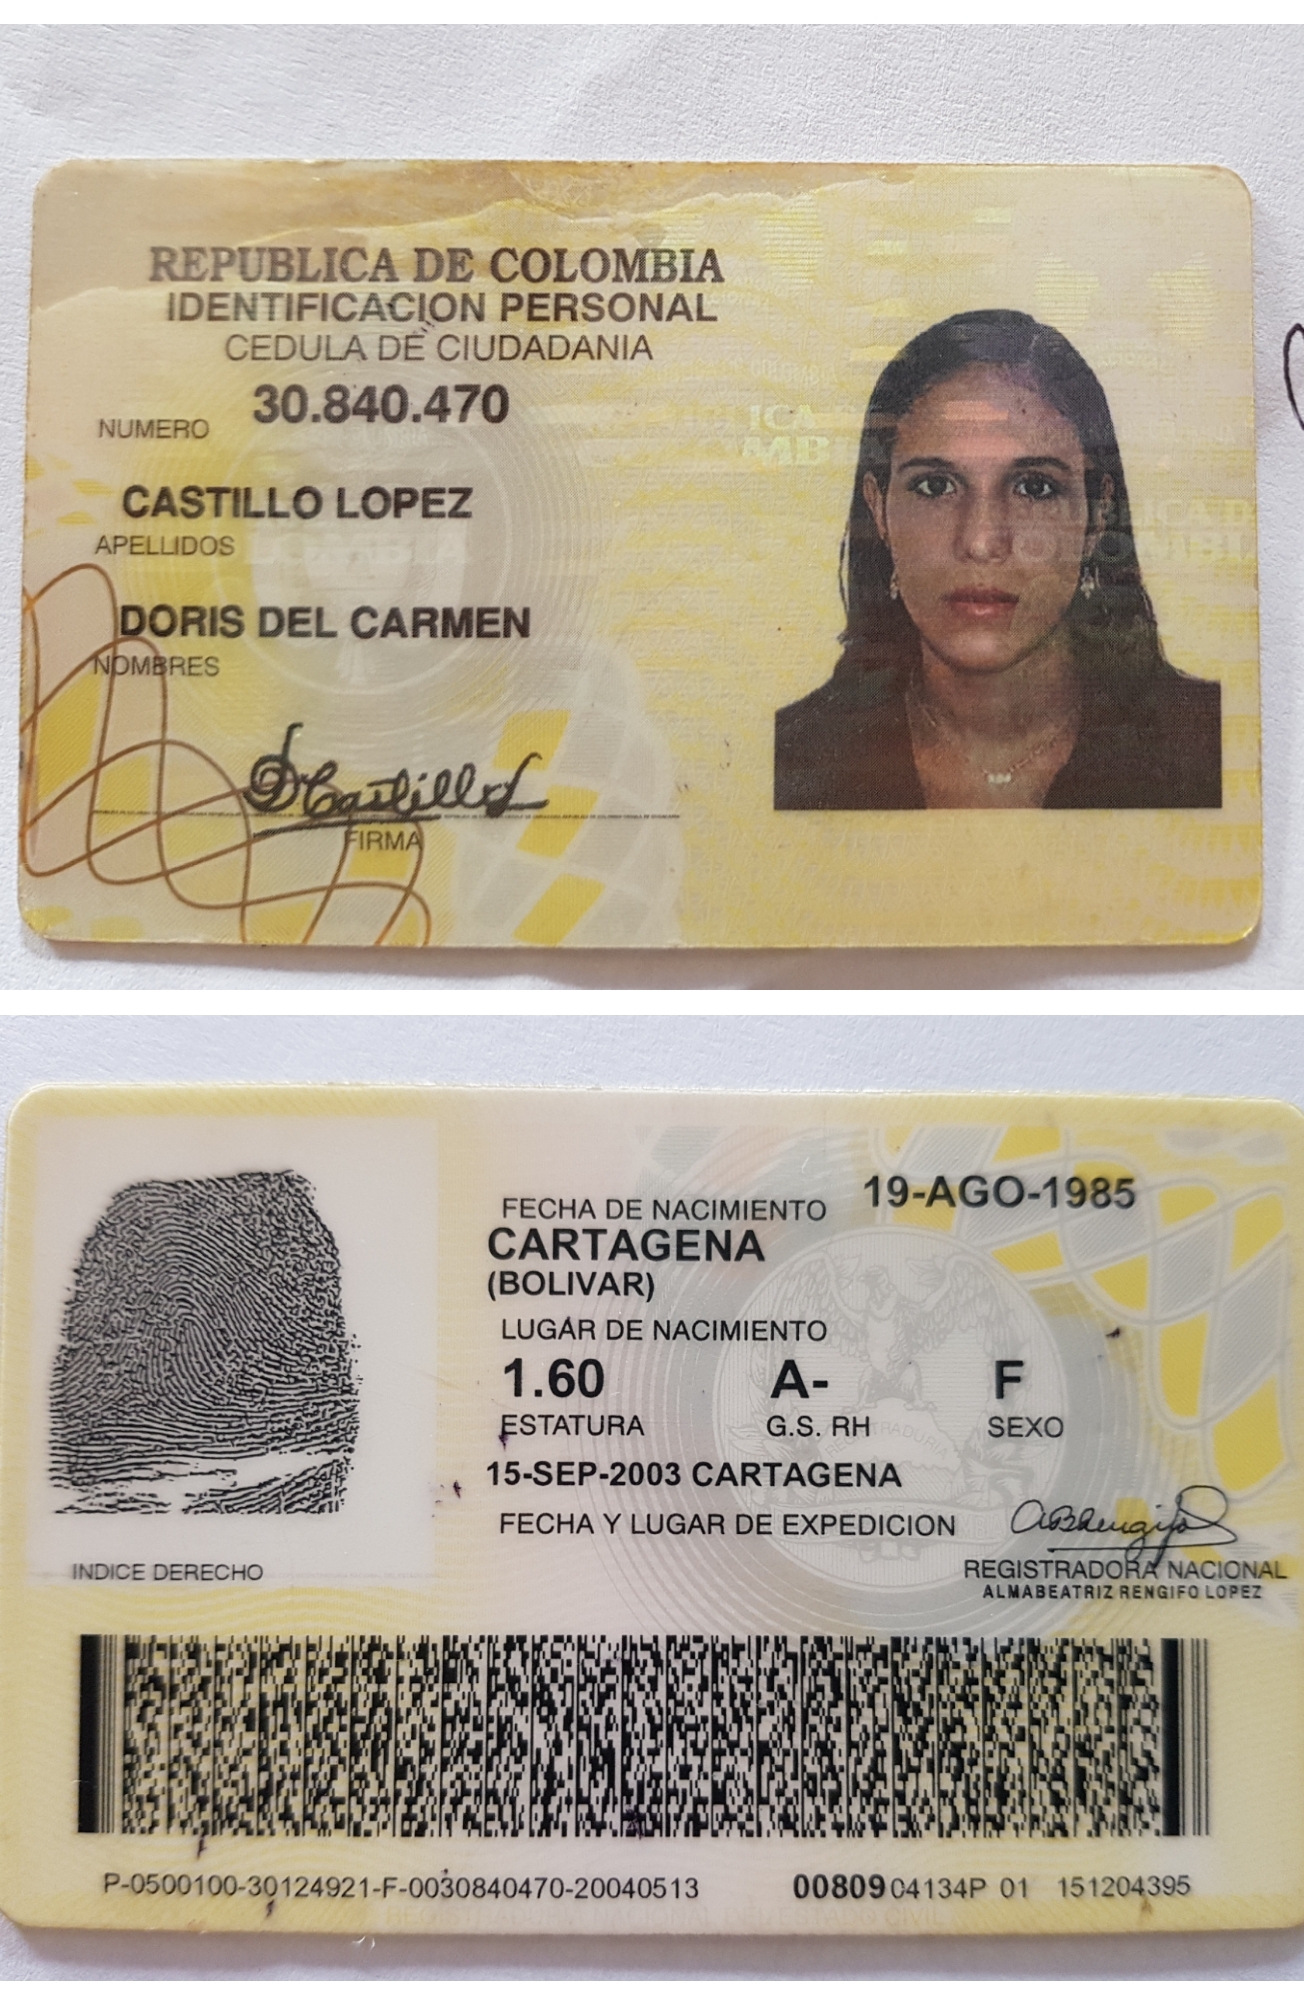 REPUBLICA DE COLOMBIA
IDENTIFICACION PERSONAL
CEDULA DE CIUDADANIA
NUMERO 30.840.470
CASTILLO LOPEZ
APELLIDOS
DORIS DEL CARMEN
NOMBRES
DCastillo
FIRMA
FECHA DE NACIMIENTO 19-AGO-1985
CARTAGENA
(BOLIVAR)
LUGAR DE NACIMIENTO
1.60 A- F
ESTATURA G.S. RH SEXO
15-SEP-2003 CARTAGENA
FECHA Y LUGAR DE EXPEDICION
INDICE DERECHO
REGISTRADORA NACIONAL
ALMABEATRIZ RENGIFO LOPEZ
P-0500100-30124921-F-0030840470-20040513 0080904134P 01 151204395